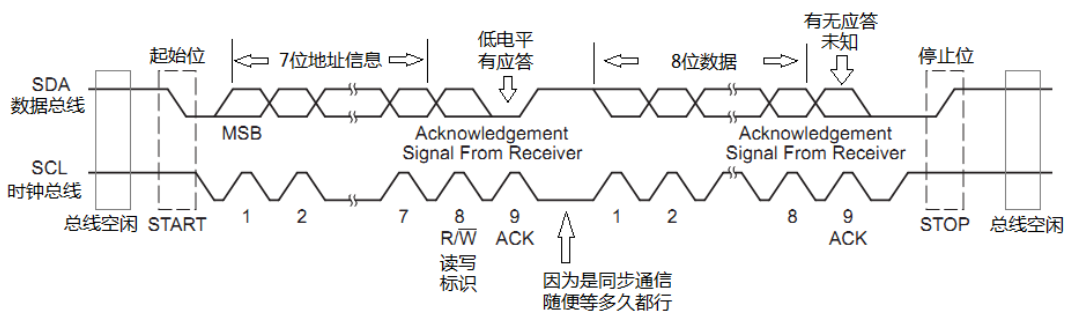 起始位
7位地址信息
低电平
有应答
8位数据
有无应答
未知
停止位
SDA
数据总线
MSB
Acknowledgement
Signal From Receiver
Acknowledgement
Signal From Receiver
SCL
时钟总线
总线空闲
START
1
2
7
8
9
1
2
8
9
STOP
总线空闲
R/W̅
ACK
ACK
读写
标识
因为是同步通信
随便等多久都行